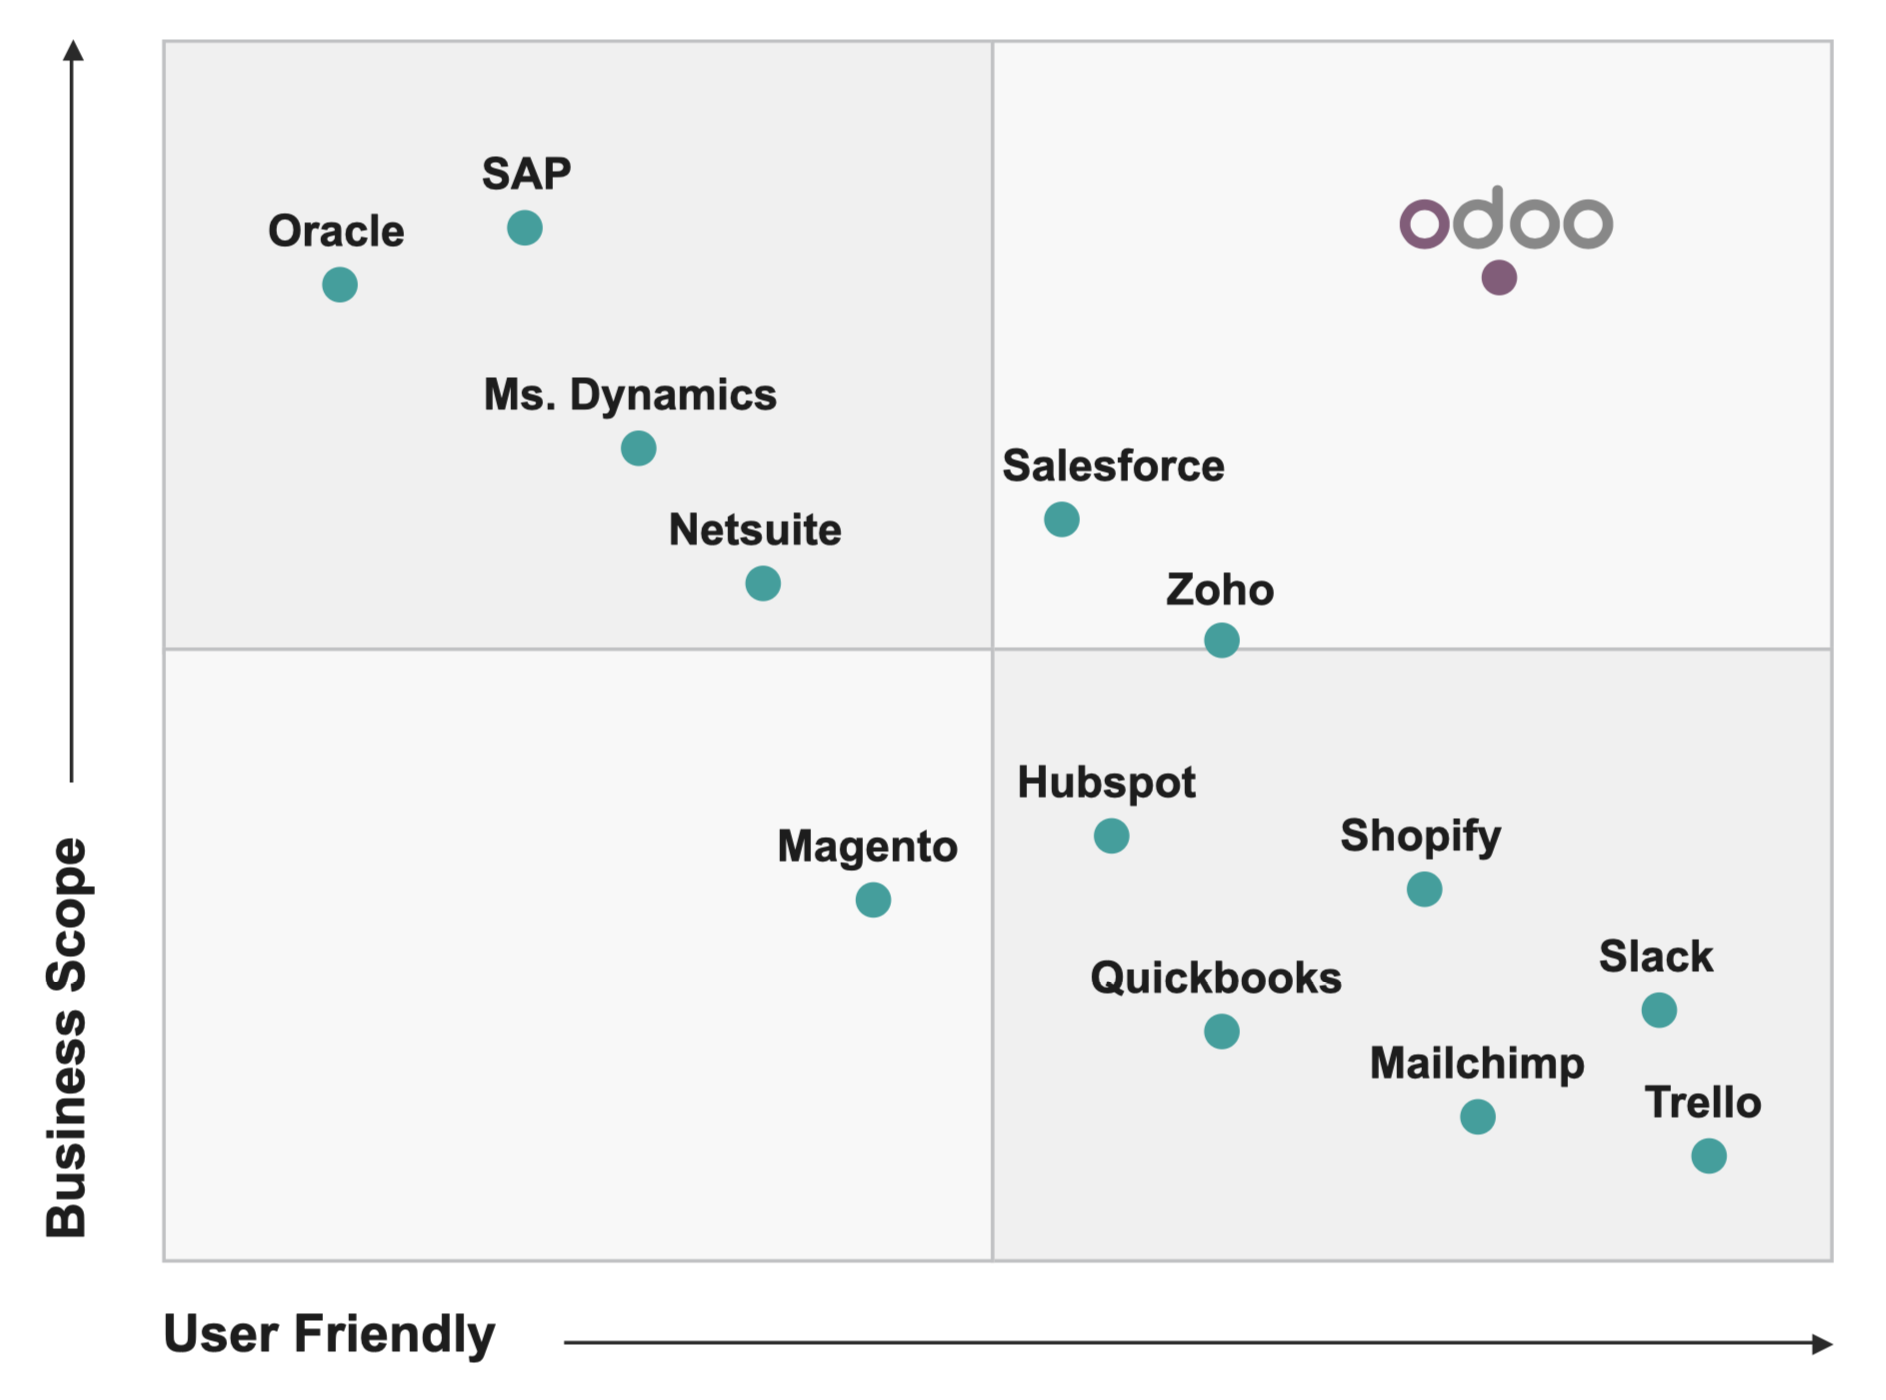 SAP
odoo
Oracle
Ms. Dynamics
Salesforce
Netsuite
Zoho
Hubspot
Shopify
Magento
Slack
Quickbooks
Mailchimp
Trello
Business Scope
User Friendly